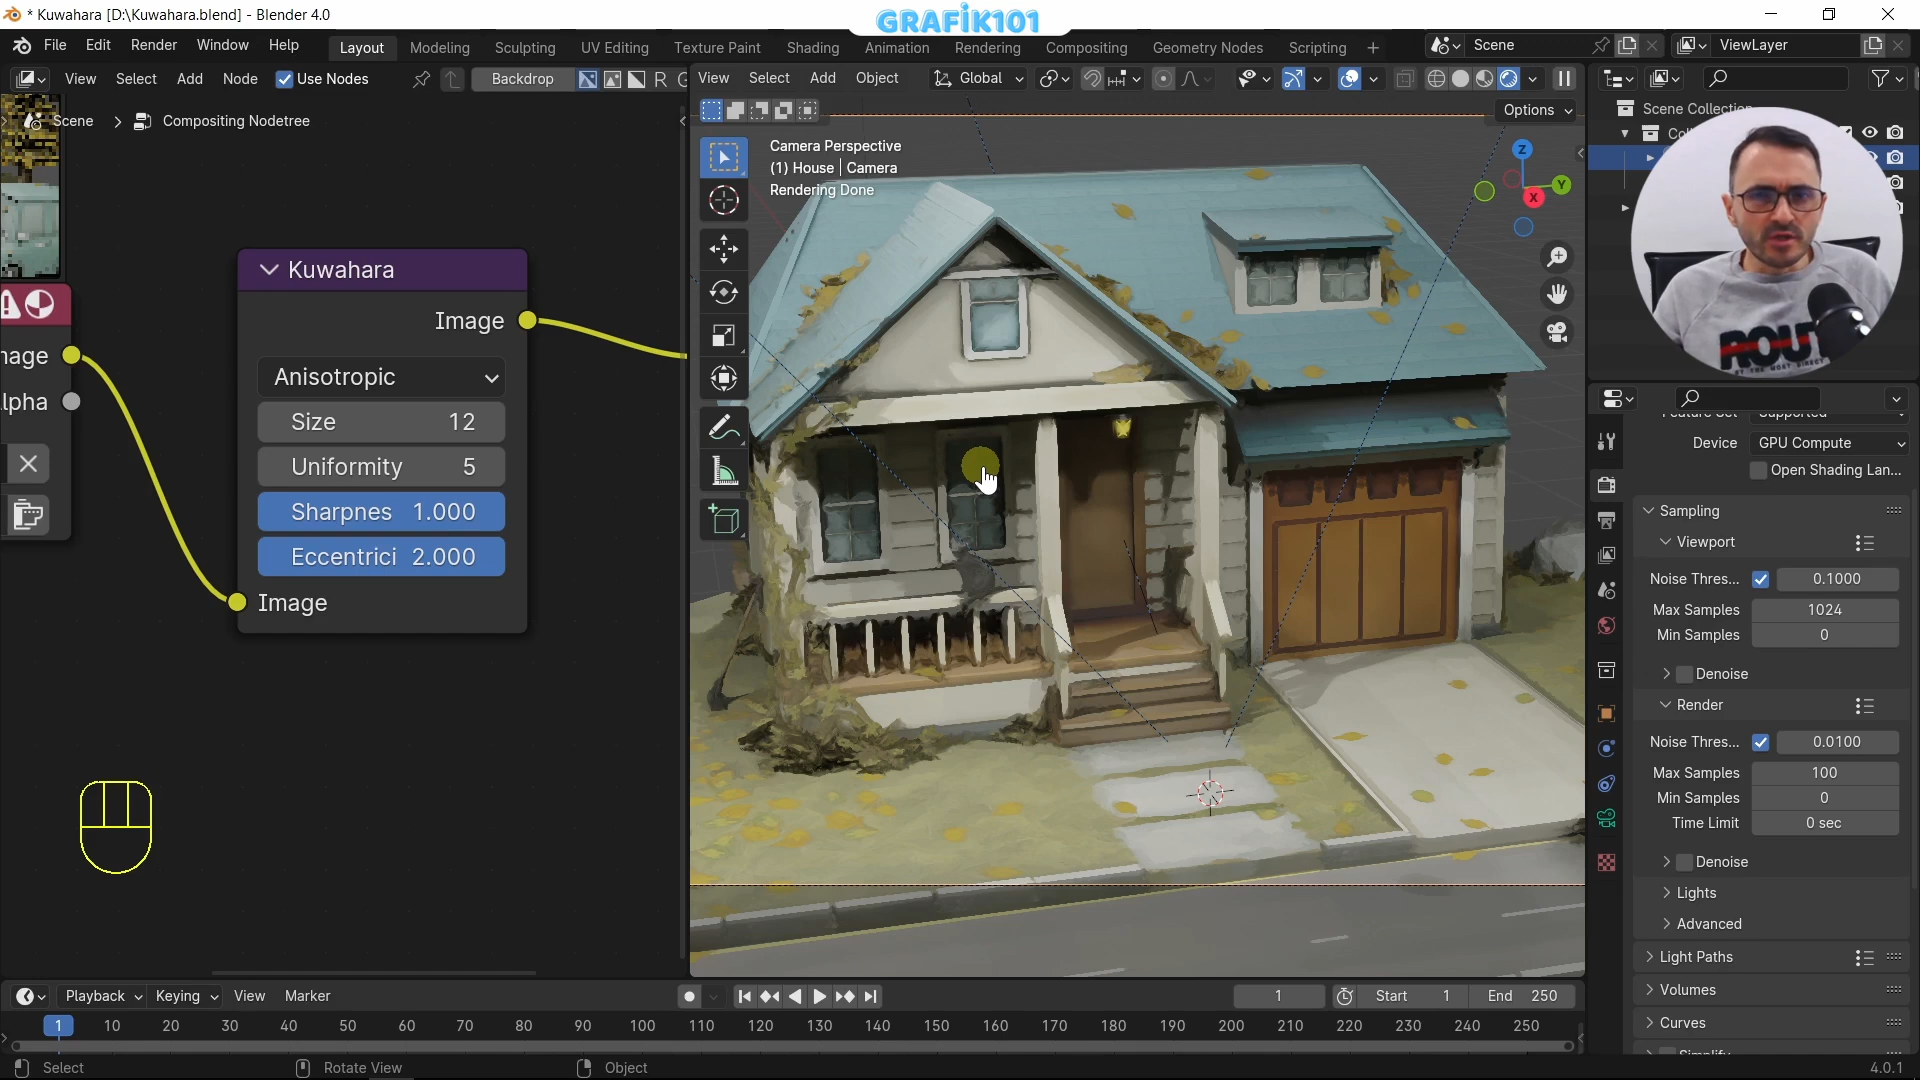 * Kuwahara [D:\Kuwahara.blend] - Blender 4.0
GRAFİK101
File Edit Render Window Help
Layout Modeling Sculpting UV Editing Texture Paint Shading Animation Rendering Compositing Geometry Nodes Scripting +
Scene
ViewLayer
View Select Add Node Use Nodes
Backdrop
R
View Select Add Object
Global
Scene > Compositing Nodetree
Options
Scene Collection
Camera Perspective
(1) House | Camera
Rendering Done
Z
Y
X
Kuwahara
Image
Anisotropic
Size 12
Uniformity 5
Sharpnes 1.000
Eccentrici 2.000
Image
ROUT
Device GPU Compute
Open Shading Lan...
Sampling
Viewport
Noise Thres... 0.1000
Max Samples 1024
Min Samples 0
Denoise
Render
Noise Thres... 0.0100
Max Samples 100
Min Samples 0
Time Limit 0 sec
Denoise
Lights
Advanced
Light Paths
Volumes
Curves
Playback Keying View Marker
1
Start 1
End 250
1 10 20 30 40 50 60 70 80 90 100 110 120 130 140 150 160 170 180 190 200 210 220 230 240 250
Select
Rotate View
Object
4.0.1